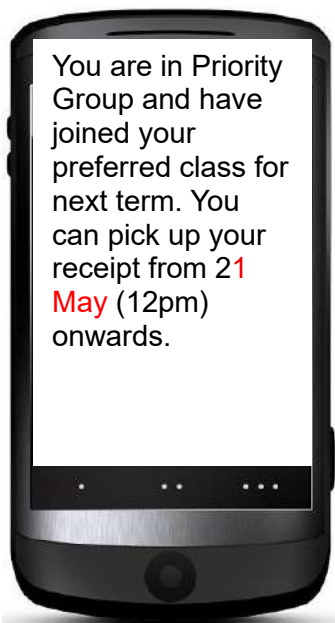 You are in Priority
Group and have
joined your
preferred class for
next term. You
can pick up your
receipt from 21
May (12pm)
onwards.